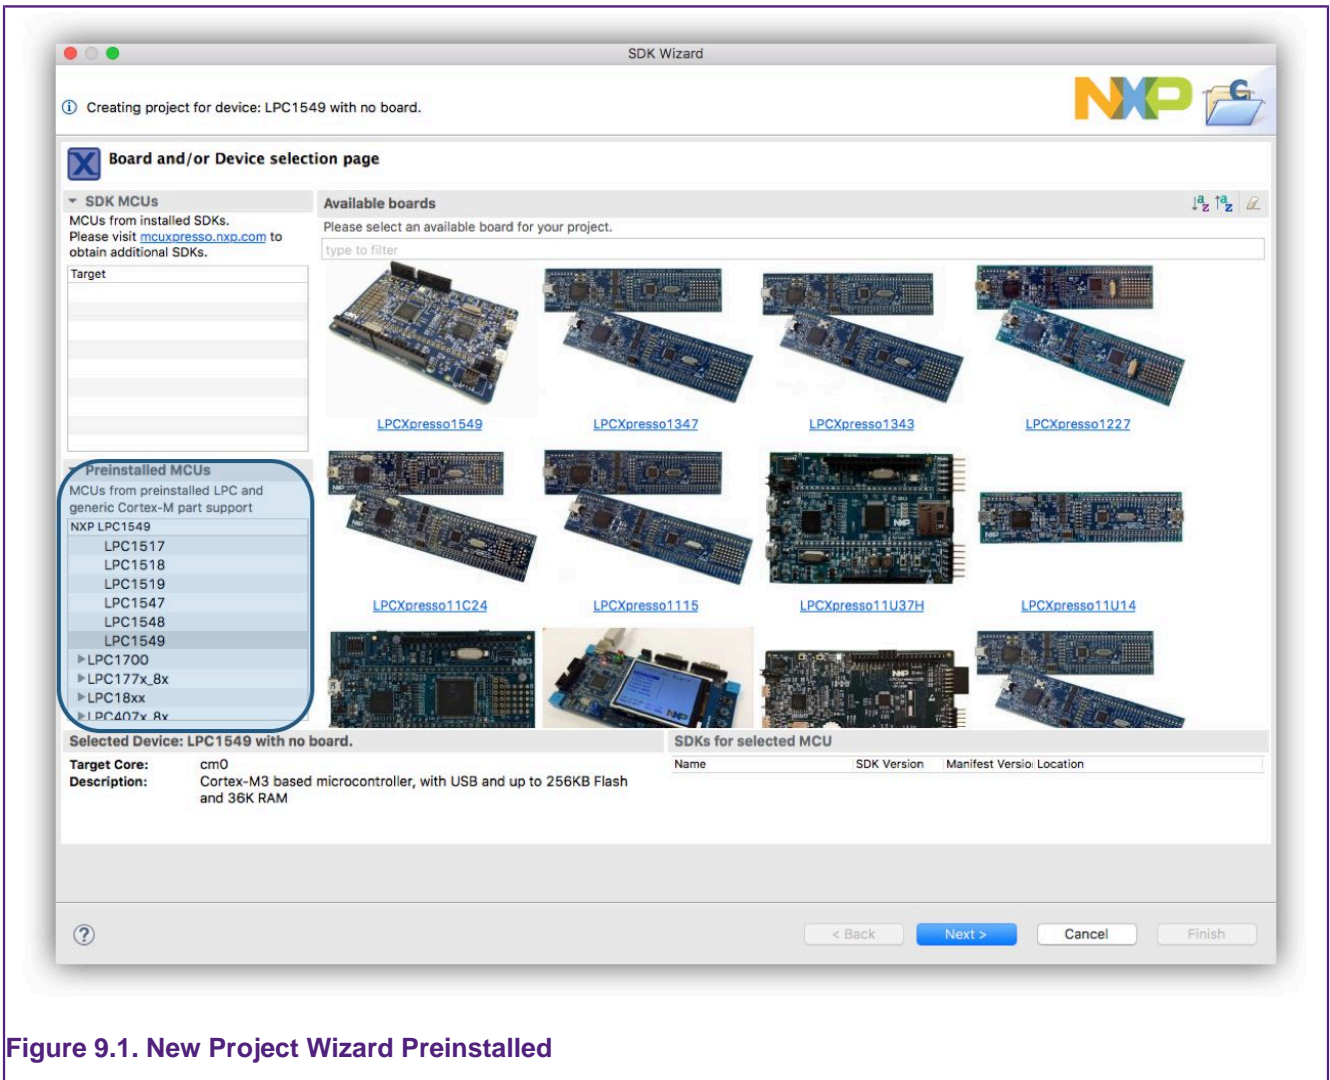 SDK Wizard
Creating project for device: LPC1549 with no board.
NXP
Board and/or Device selection page
SDK MCUs
MCUs from installed SDKs.
Please visit mcuxpresso.nxp.com to
obtain additional SDKs.
Target
Available boards
Please select an available board for your project.
type to filter
LPCXpresso1549
LPCXpresso1347
LPCXpresso1343
LPCXpresso1227
LPCXpresso11C24
LPCXpresso1115
LPCXpresso11U37H
LPCXpresso11U14
Preinstalled MCUs
MCUs from preinstalled LPC and
generic Cortex-M part support
NXP LPC1549
LPC1517
LPC1518
LPC1519
LPC1547
LPC1548
LPC1549
LPC1700
LPC177x_8x
LPC18xx
LPC407x_8x
Selected Device: LPC1549 with no board.
Target Core: cm0
Description: Cortex-M3 based microcontroller, with USB and up to 256KB Flash
and 36K RAM
SDKs for selected MCU
Name SDK Version Manifest Versio Location
< Back Next > Cancel Finish
Figure 9.1. New Project Wizard Preinstalled